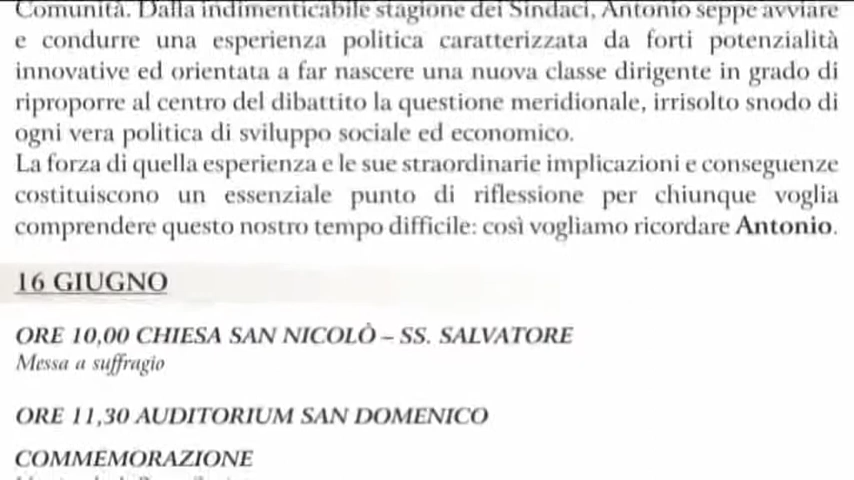 Comunità. Dalla indimenticabile stagione dei Sindaci, Antonio seppe avviare
e condurre una esperienza politica caratterizzata da forti potenzialità
innovative ed orientata a far nascere una nuova classe dirigente in grado di
riproporre al centro del dibattito la questione meridionale, irrisolto snodo di
ogni vera politica di sviluppo sociale ed economico.
La forza di quella esperienza e le sue straordinarie implicazioni e conseguenze
costituiscono un essenziale punto di riflessione per chiunque voglia
comprendere questo nostro tempo difficile: così vogliamo ricordare Antonio.
16 GIUGNO
ORE 10,00 CHIESA SAN NICOLÒ – SS. SALVATORE
Messa a suffragio
ORE 11,30 AUDITORIUM SAN DOMENICO
COMMEMORAZIONE